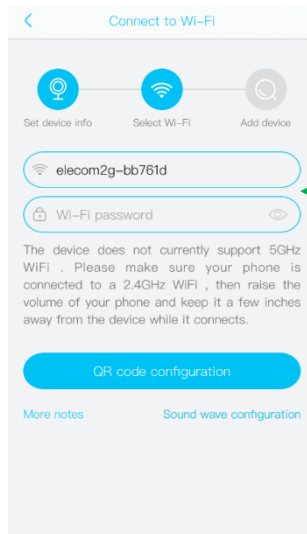 Connect to Wi-Fi
Set device info
Select Wi-Fi
Add device
elecom2g-bb761d
Wi-Fi password
The device does not currently support 5GHz
WiFi . Please make sure your phone is
connected to a 2.4GHz WiFi , then raise the
volume of your phone and keep it a few inches
away from the device while it connects.
QR code configuration
More notes
Sound wave configuration